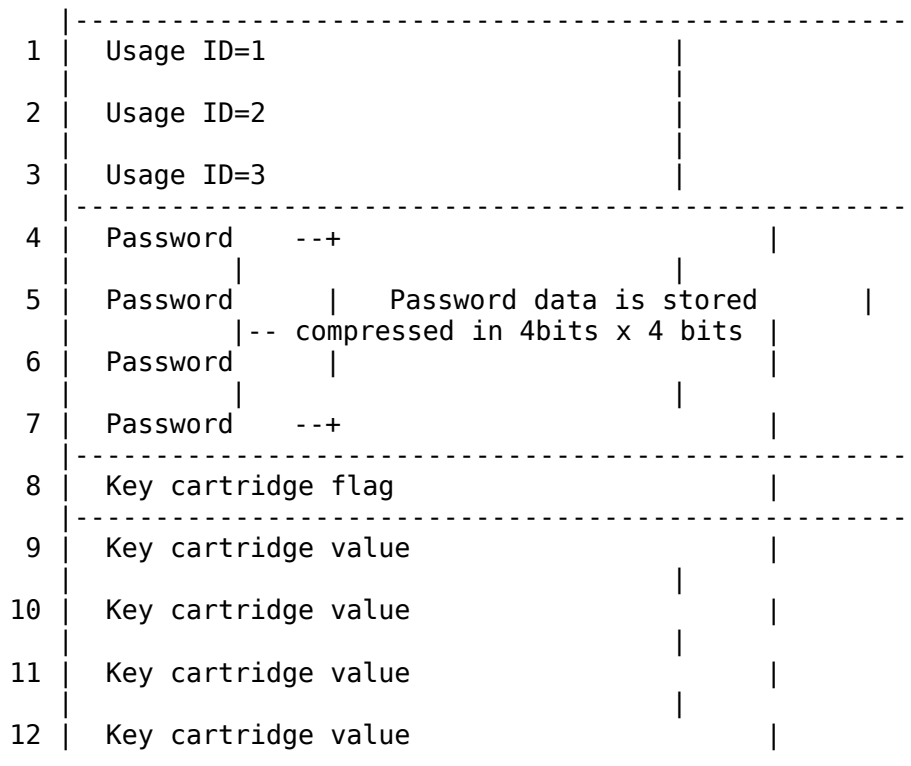 |----------------------------------------------------
1 | Usage ID=1 |
| |
2 | Usage ID=2 |
| |
3 | Usage ID=3 |
|----------------------------------------------------
4 | Password --+ |
| | |
5 | Password | Password data is stored |
| |-- compressed in 4bits x 4 bits |
6 | Password | |
| | |
7 | Password --+ |
|----------------------------------------------------
8 | Key cartridge flag |
|----------------------------------------------------
9 | Key cartridge value |
| |
10 | Key cartridge value |
| |
11 | Key cartridge value |
| |
12 | Key cartridge value |